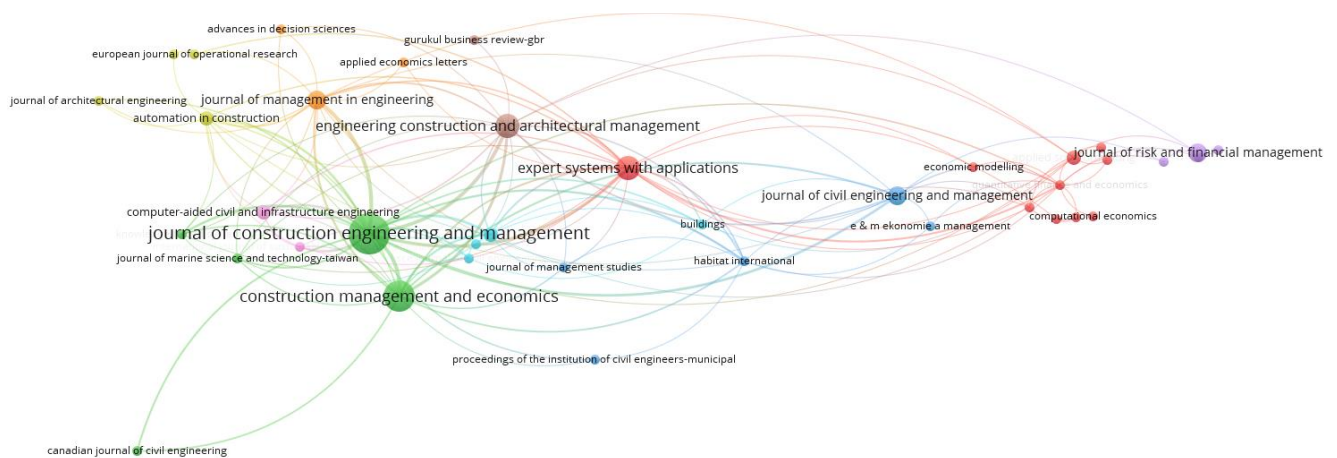 advances in decision sciences
gurukul business review-gbr
european journal of operational research
applied economics letters
journal of architectural engineering
journal of management in engineering
automation in construction
engineering construction and architectural management
journal of risk and financial management
expert systems with applications
economic modelling
and economics
journal of civil engineering and management
computer-aided civil and infrastructure engineering
computational economics
buildings
e & m ekonomie a management
journal of construction engineering and management
journal of marine science and technology-taiwan
habitat international
journal of management studies
construction management and economics
proceedings of the institution of civil engineers-municipal
canadian journal of civil engineering